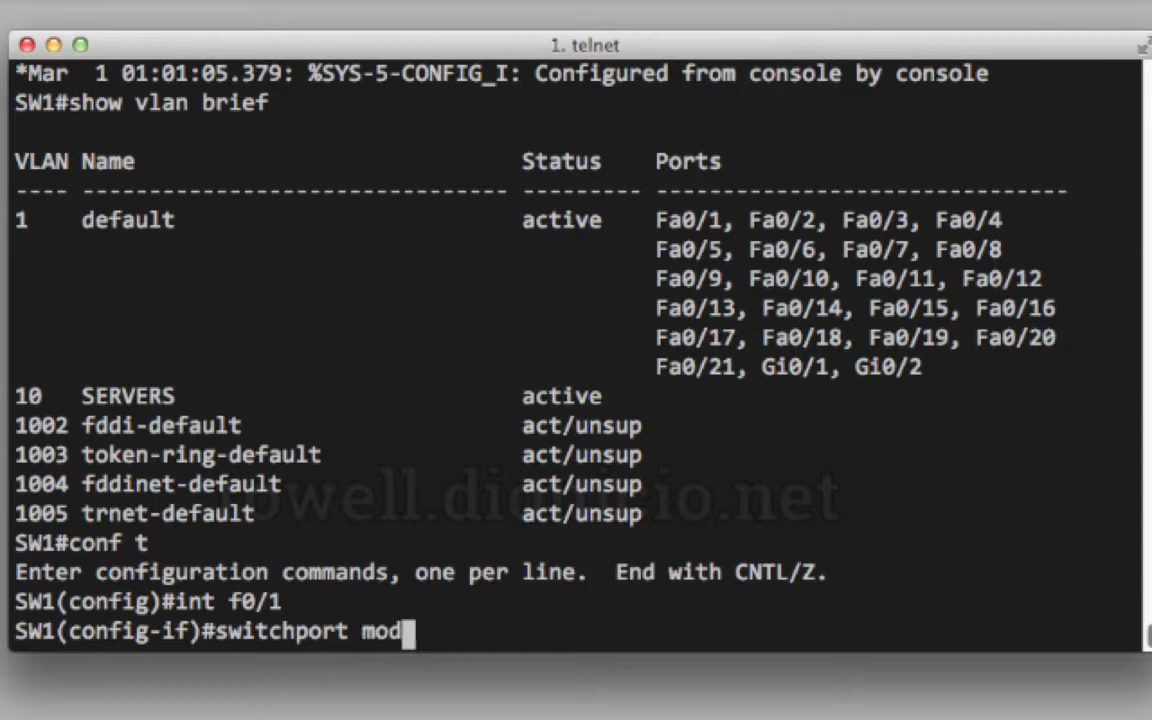 1. telnet
*Mar  1 01:01:05.379: %SYS-5-CONFIG_I: Configured from console by console
SW1#show vlan brief
VLAN Name                             Status    Ports
---- -------------------------------- --------- -------------------------------
1    default                          active    Fa0/1, Fa0/2, Fa0/3, Fa0/4
                                                Fa0/5, Fa0/6, Fa0/7, Fa0/8
                                                Fa0/9, Fa0/10, Fa0/11, Fa0/12
                                                Fa0/13, Fa0/14, Fa0/15, Fa0/16
                                                Fa0/17, Fa0/18, Fa0/19, Fa0/20
                                                Fa0/21, Gi0/1, Gi0/2
10   SERVERS                          active
1002 fddi-default                     act/unsup
1003 token-ring-default               act/unsup
1004 fddinet-default                  act/unsup
1005 trnet-default                    act/unsup
SW1#conf t
Enter configuration commands, one per line.  End with CNTL/Z.
SW1(config)#int f0/1
SW1(config-if)#switchport mod